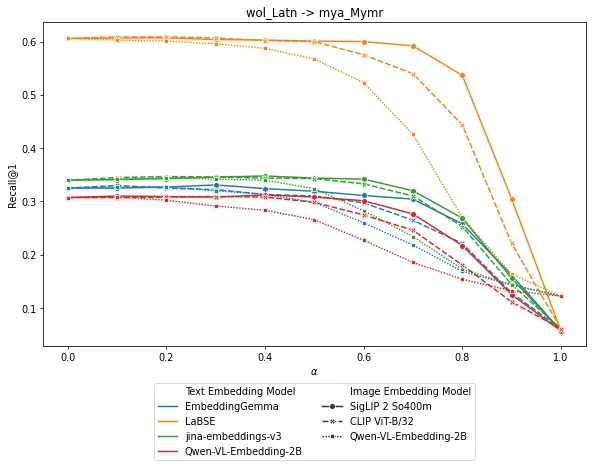 wol_Latn -> mya_Mymr
Recall@1
0.6
0.5
0.4
0.3
0.2
0.1
0.0 0.2 0.4 0.6 0.8 1.0
α
Text Embedding Model Image Embedding Model
EmbeddingGemma SigLIP 2 So400m
LaBSE CLIP ViT-B/32
jina-embeddings-v3 Qwen-VL-Embedding-2B
Qwen-VL-Embedding-2B